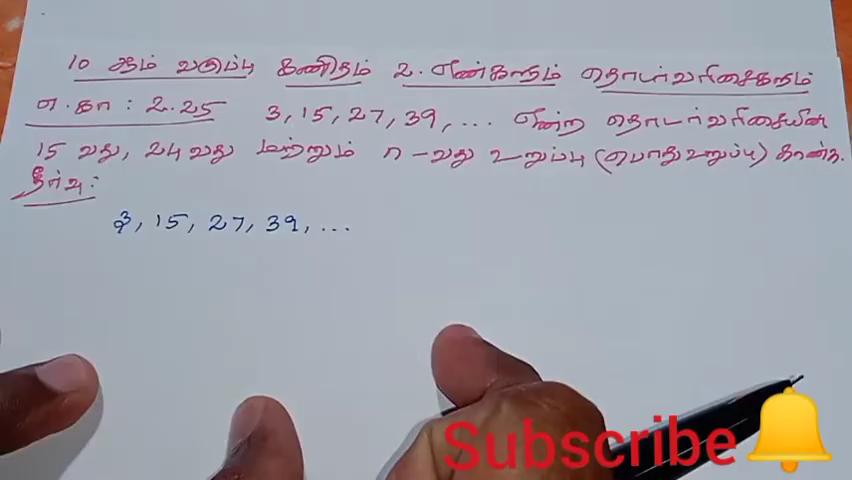 10 ஆம் வகுப்பு கணிதம் 2. எண்களும் தொடர்வரிசைகளும்
எ.கா : 2.25 3, 15, 27, 39, ... என்ற தொடர்வரிசையின்
15 வது, 24 வது மற்றும் n - வது உறுப்பு (பொது உறுப்பு) காண்க.
தீர்வு :
3, 15, 27, 39, ...
Subscribe